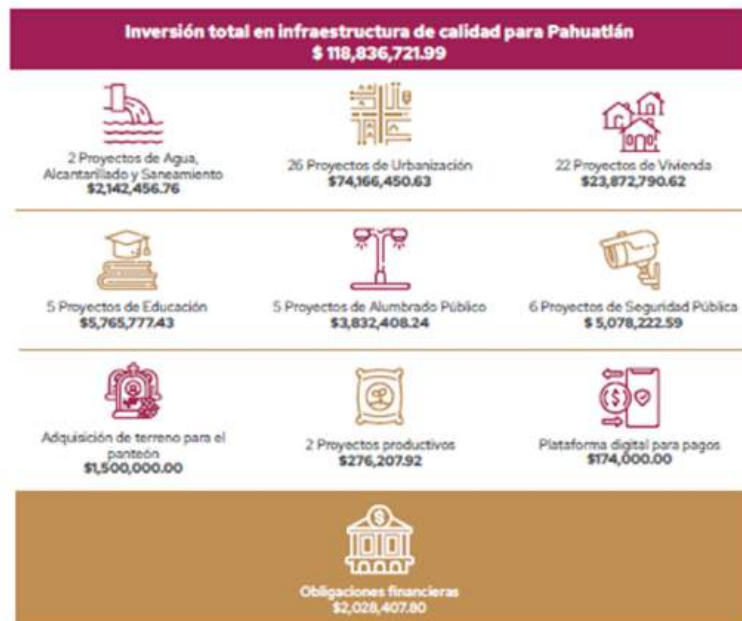 Inversión total en infraestructura de calidad para Pahuatlán
$ 118,836,721.99
2 Proyectos de Agua,
Alcantarillado y Saneamiento
$2,142,456.76
26 Proyectos de Urbanización
$74,166,450.63
22 Proyectos de Vivienda
$23,872,790.62
5 Proyectos de Educación
$5,765,777.43
5 Proyectos de Alumbrado Público
$3,832,408.24
6 Proyectos de Seguridad Pública
$ 5,078,222.59
Adquisición de terreno para el
panteón
$1,500,000.00
2 Proyectos productivos
$276,207.92
Plataforma digital para pagos
$174,000.00
Obligaciones financieras
$2,028,407.80